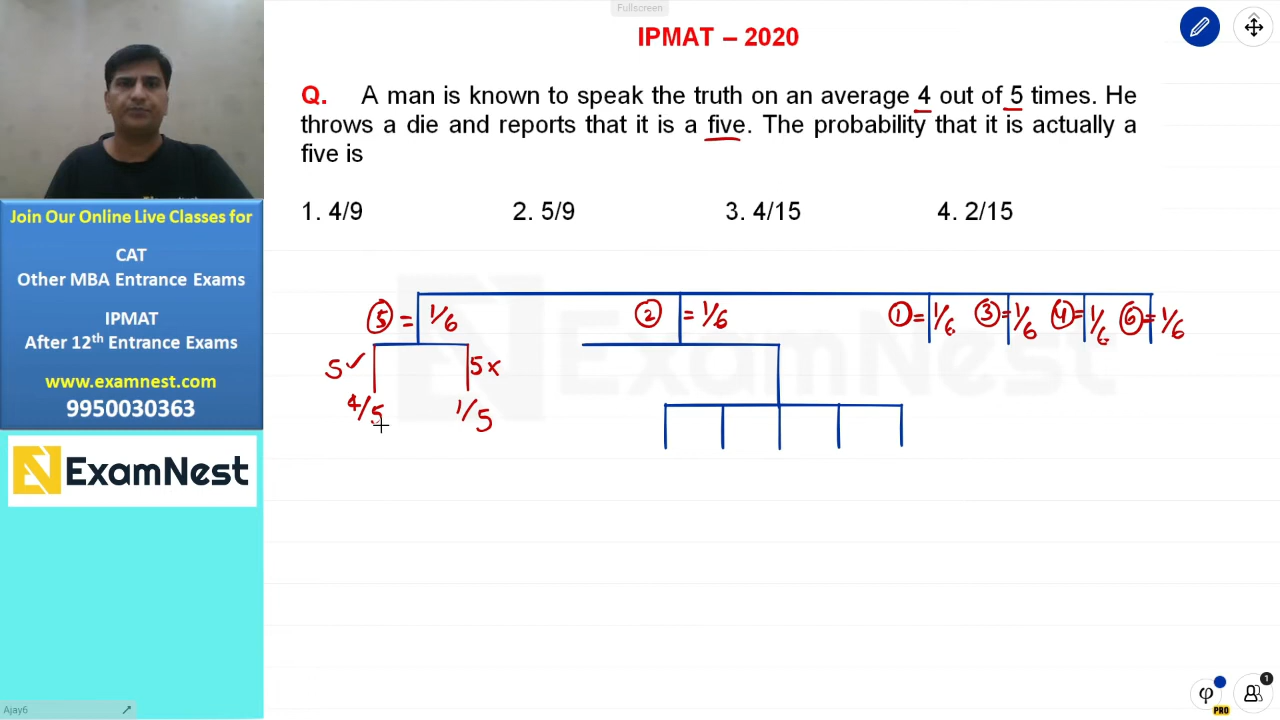 Fullscreen
IPMAT – 2020
Q. A man is known to speak the truth on an average 4 out of 5 times. He
throws a die and reports that it is a five. The probability that it is actually a
five is
1. 4/9 2. 5/9 3. 4/15 4. 2/15
Join Our Online Live Classes for
CAT
Other MBA Entrance Exams
IPMAT
After 12th Entrance Exams
www.examnest.com
9950030363
ExamNest
ExamNest
5 = 1/6 2 = 1/6 1 = 1/6 3 = 1/6 4 = 1/6 6 = 1/6
5 ✓ 5 x
4/5 1/5
Ajay6
φ
PRO
1